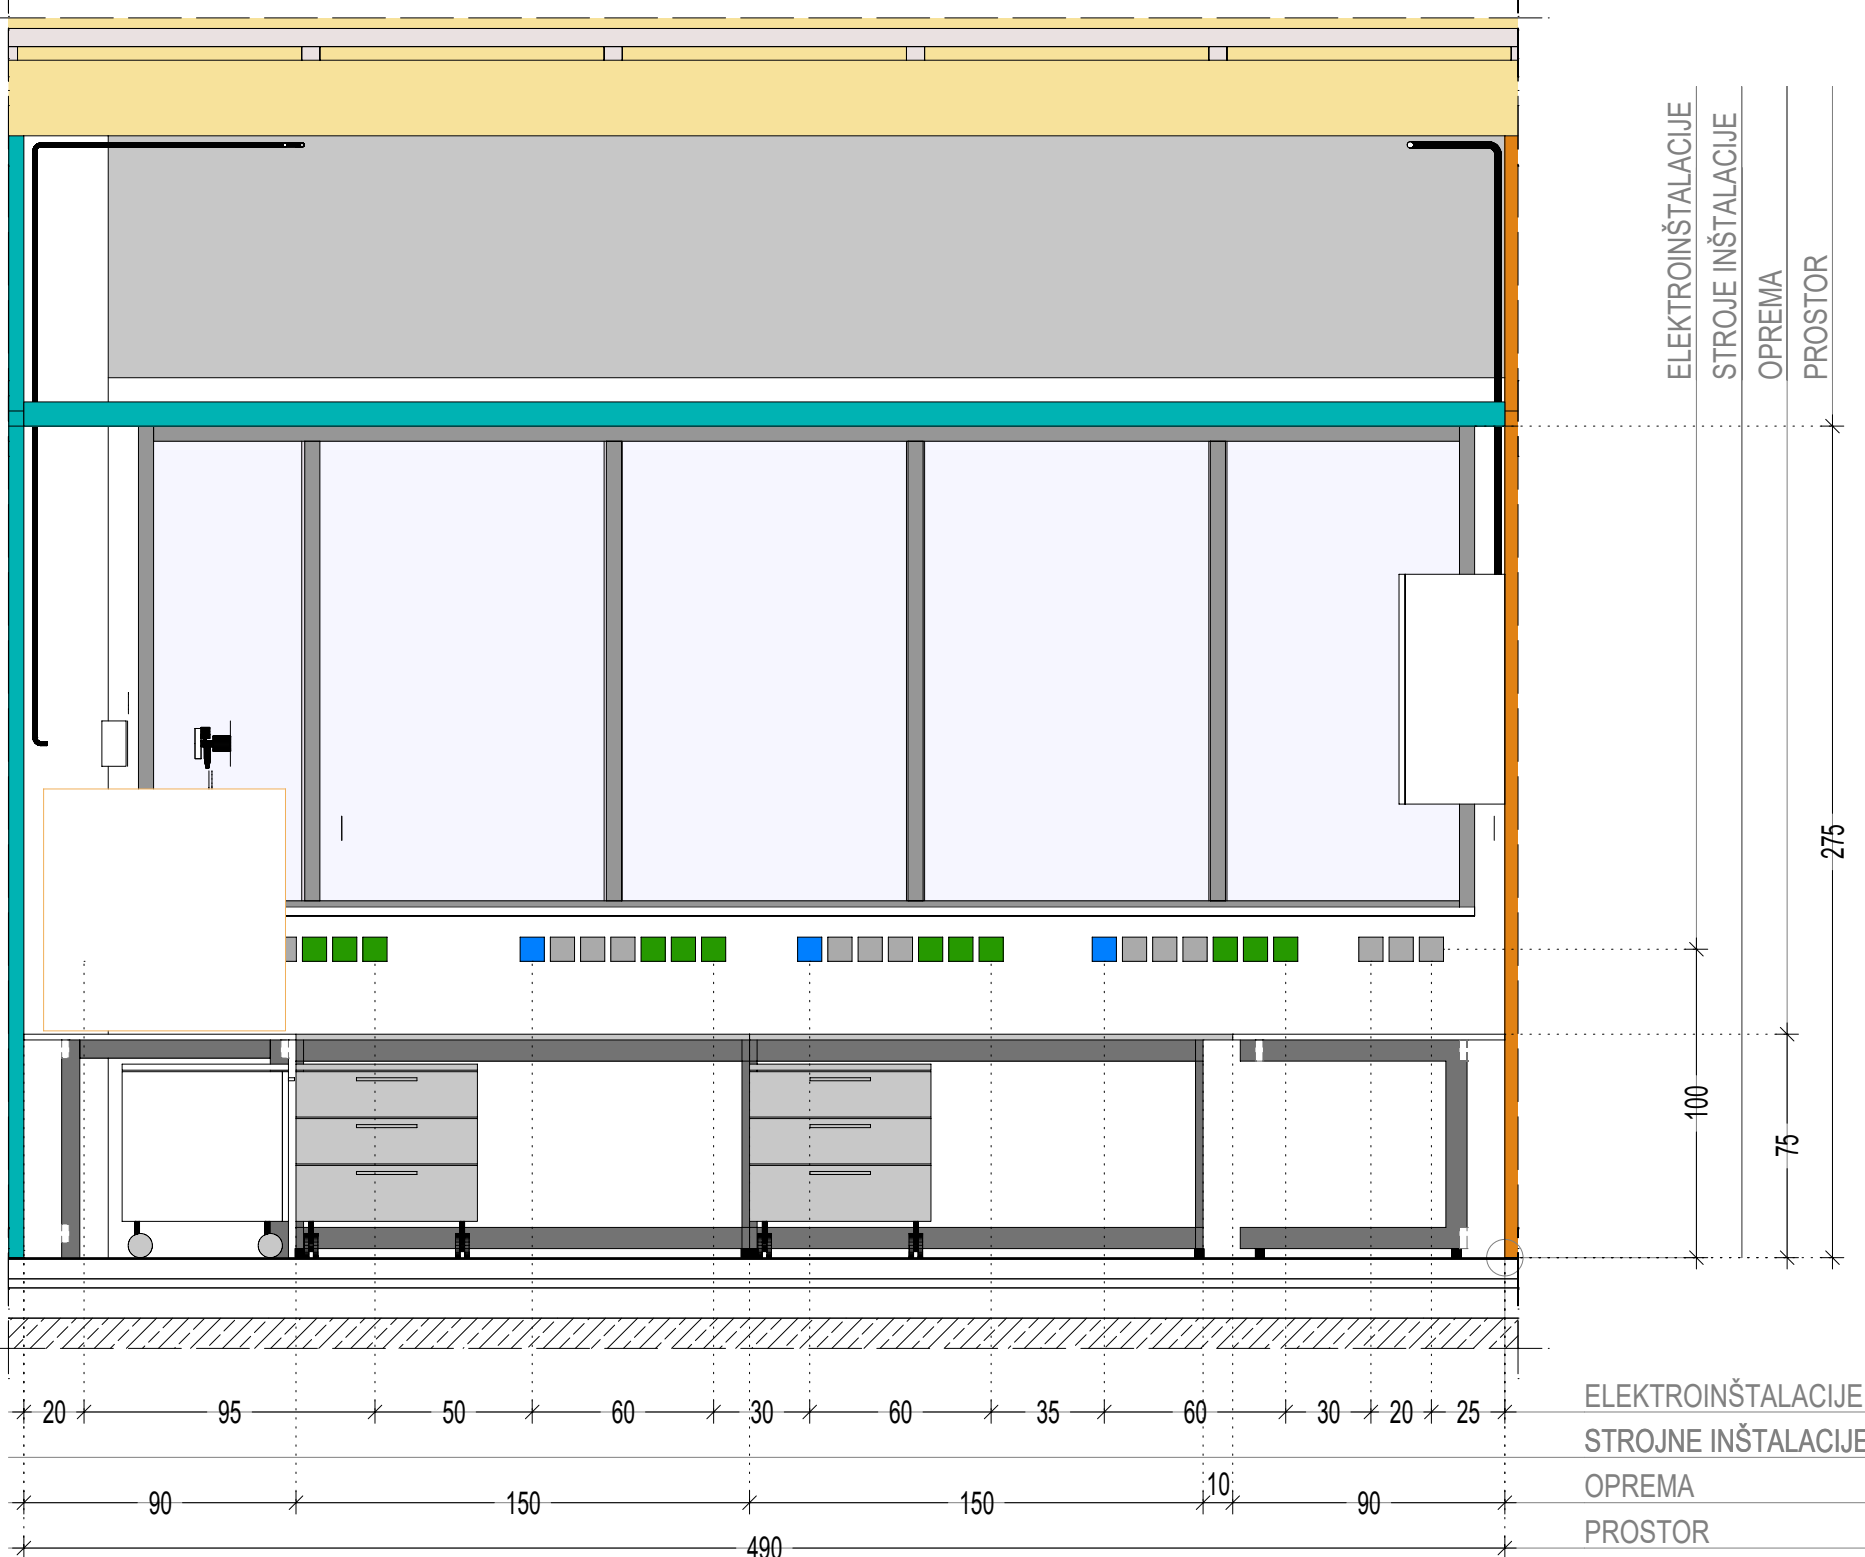 ELEKTROINŠTALACIJE
STROJE INŠTALACIJE
OPREMA
PROSTOR
275
100
75
20 95 50 60 30 60 35 60 30 20 25
ELEKTROINŠTALACIJE
STROJNE INŠTALACIJE
90 150 150 10 90
OPREMA
490
PROSTOR